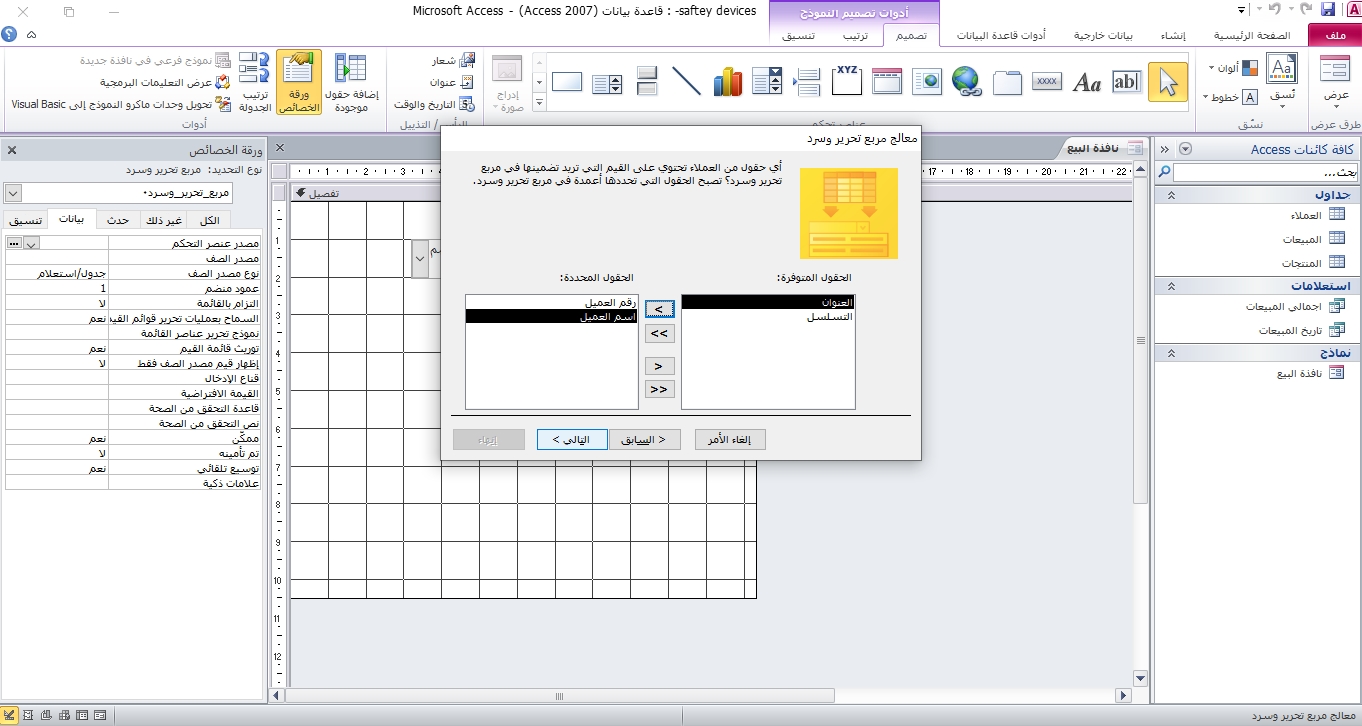 saftey devices- : قاعدة بيانات (Access 2007) - Microsoft Access
أدوات تصميم النموذج
ملف
الصفحة الرئيسية
إنشاء
بيانات خارجية
أدوات قاعدة البيانات
تصميم
ترتيب
تنسيق
عرض
طرق عرض
نُسق
ألوان
خطوط
نسّق
ab|
Aa
xxxx
XYZ
عناصر تحكم
إدراج صورة
شعار
عنوان
التاريخ والوقت
الرأس / التذييل
إضافة حقول موجودة
ورقة الخصائص
ترتيب الجدولة
نموذج فرعي في نافذة جديدة
عرض التعليمات البرمجية
تحويل وحدات ماكرو النموذج إلى Visual Basic
أدوات
كافة كائنات Access
بحث...
جداول
العملاء
المبيعات
المنتجات
استعلامات
اجمالي المبيعات
تاريخ المبيعات
نماذج
نافذة البيع
نافذة البيع
تفصيل
معالج مربع تحرير وسرد
أي حقول من العملاء تحتوي على القيم التي تريد تضمينها في مربع
تحرير وسرد؟ تصبح الحقول التي تحددها أعمدة في مربع تحرير وسرد.
الحقول المتوفرة:
العنوان
التسلسل
الحقول المحددة:
رقم العميل
اسم العميل
<
<<
>
>>
إلغاء الأمر
< السابق
التالي >
إنهاء
ورقة الخصائص
نوع التحديد: مربع تحرير وسرد
مربع_تحرير_وسرد٠
الكل
غير ذلك
حدث
بيانات
تنسيق
مصدر عنصر التحكم
مصدر الصف
نوع مصدر الصف جدول/استعلام
عمود منضم 1
التزام بالقائمة لا
السماح بعمليات تحرير قوائم القيم نعم
نموذج تحرير عناصر القائمة
توريث قائمة القيم نعم
إظهار قيم مصدر الصف فقط لا
قناع الإدخال
القيمة الافتراضية
قاعدة التحقق من الصحة
نص التحقق من الصحة
ممكّن نعم
تم تأمينه لا
توسيع تلقائي نعم
علامات ذكية
معالج مربع تحرير وسرد